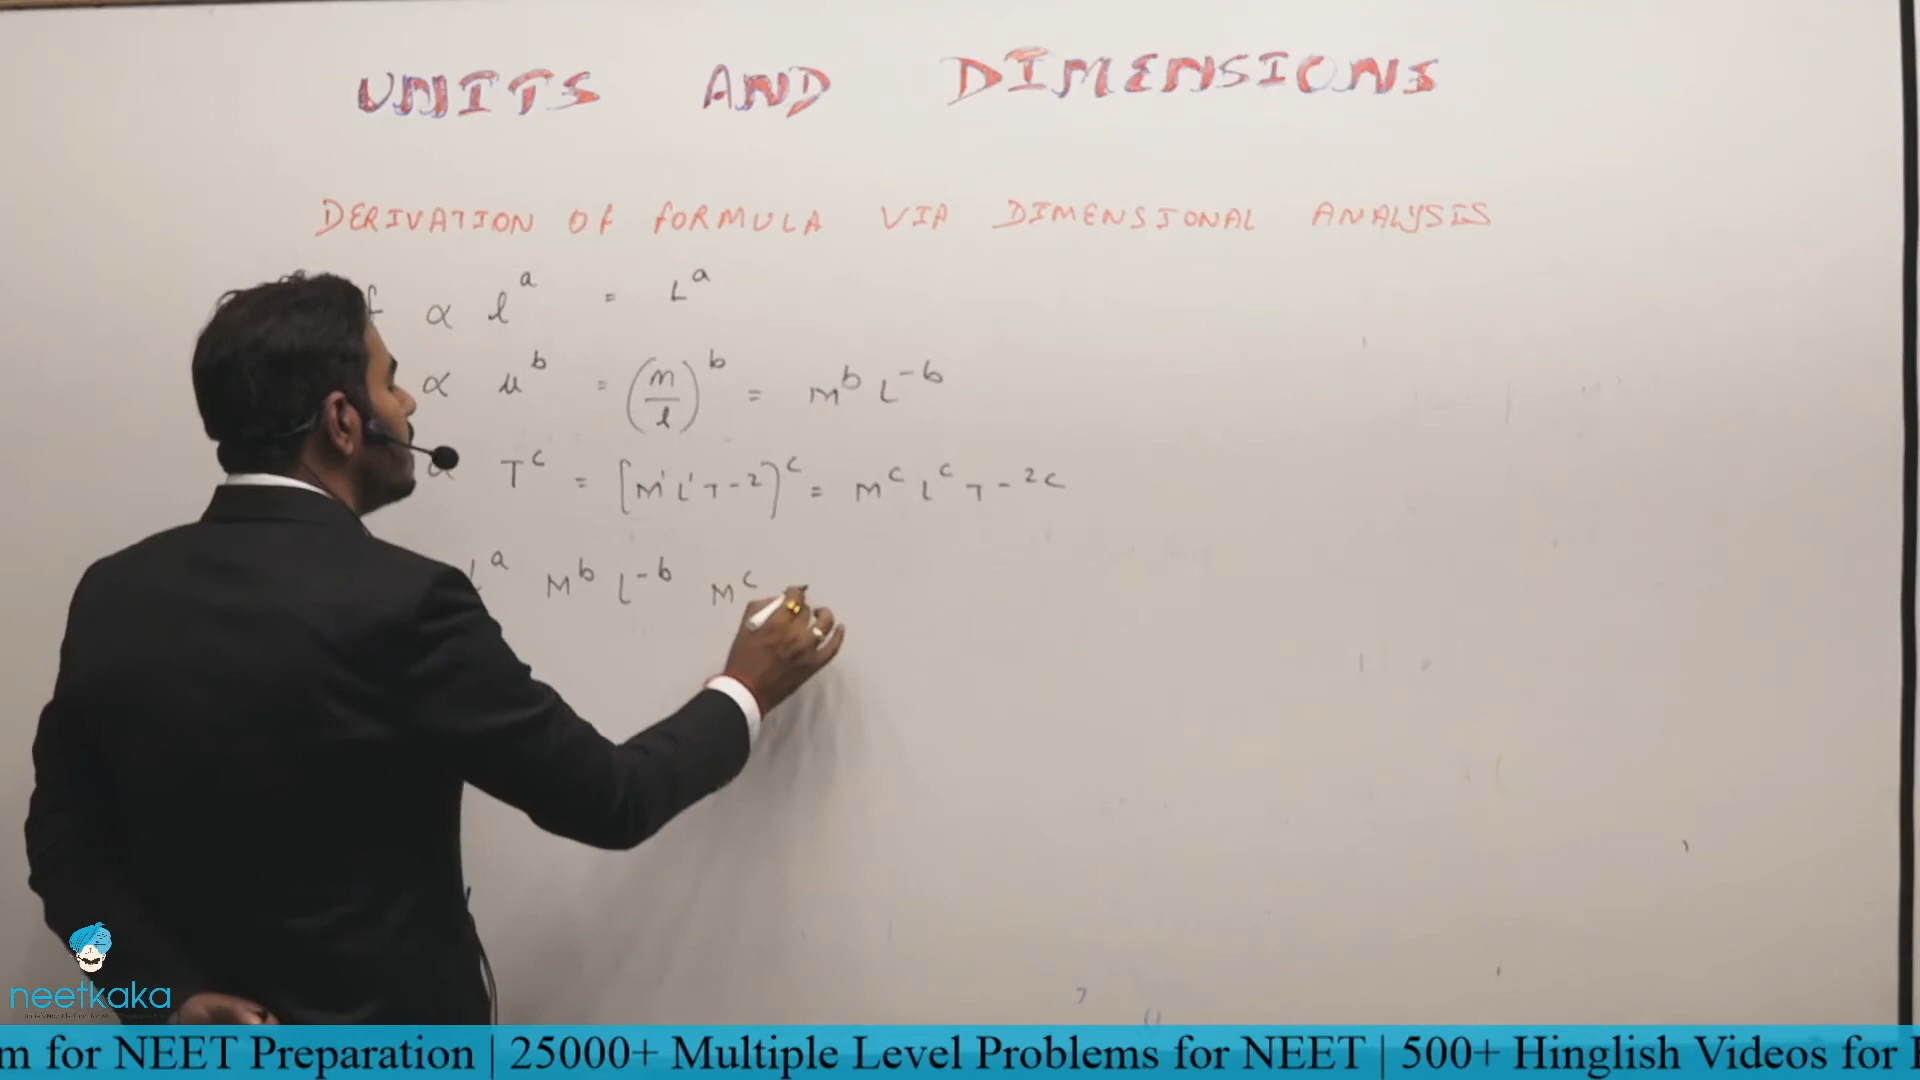 UNITS AND DIMENSIONS
DERIVATION OF FORMULA VIA DIMENSIONAL ANALYSIS
f ∝ l^a = L^a
∝ μ^b = (m/l)^b = M^b L^-b
∝ T^c = [M^1 L^1 T^-2]^c = M^c L^c T^-2c
L^a M^b L^-b M^c
neetkaka
m for NEET Preparation | 25000+ Multiple Level Problems for NEET | 500+ Hinglish Videos for